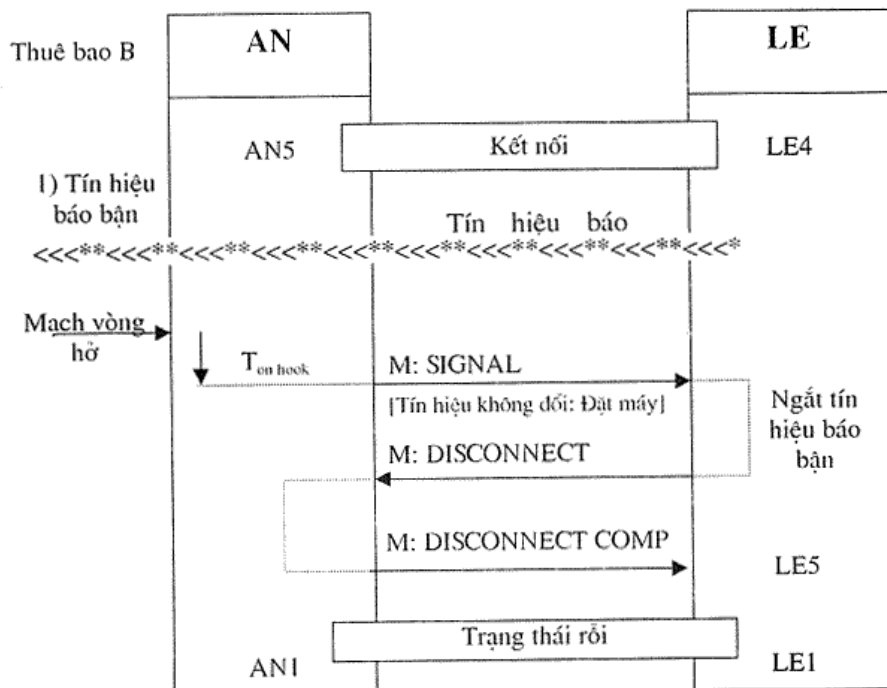 Thuê bao B
AN
LE
AN5
Kết nối
LE4
1) Tín hiệu
báo bận
Tín hiệu báo
<<<**<<<**<<<**<<<**<<<**<<<**<<<**<<<**<<<**<<<*
Mach vòng
hở
T on hook
M: SIGNAL
[Tín hiệu không đổi: Đặt máy]
Ngắt tín
hiệu báo
bận
M: DISCONNECT
M: DISCONNECT COMP
LE5
Trạng thái rỗi
AN1
LE1